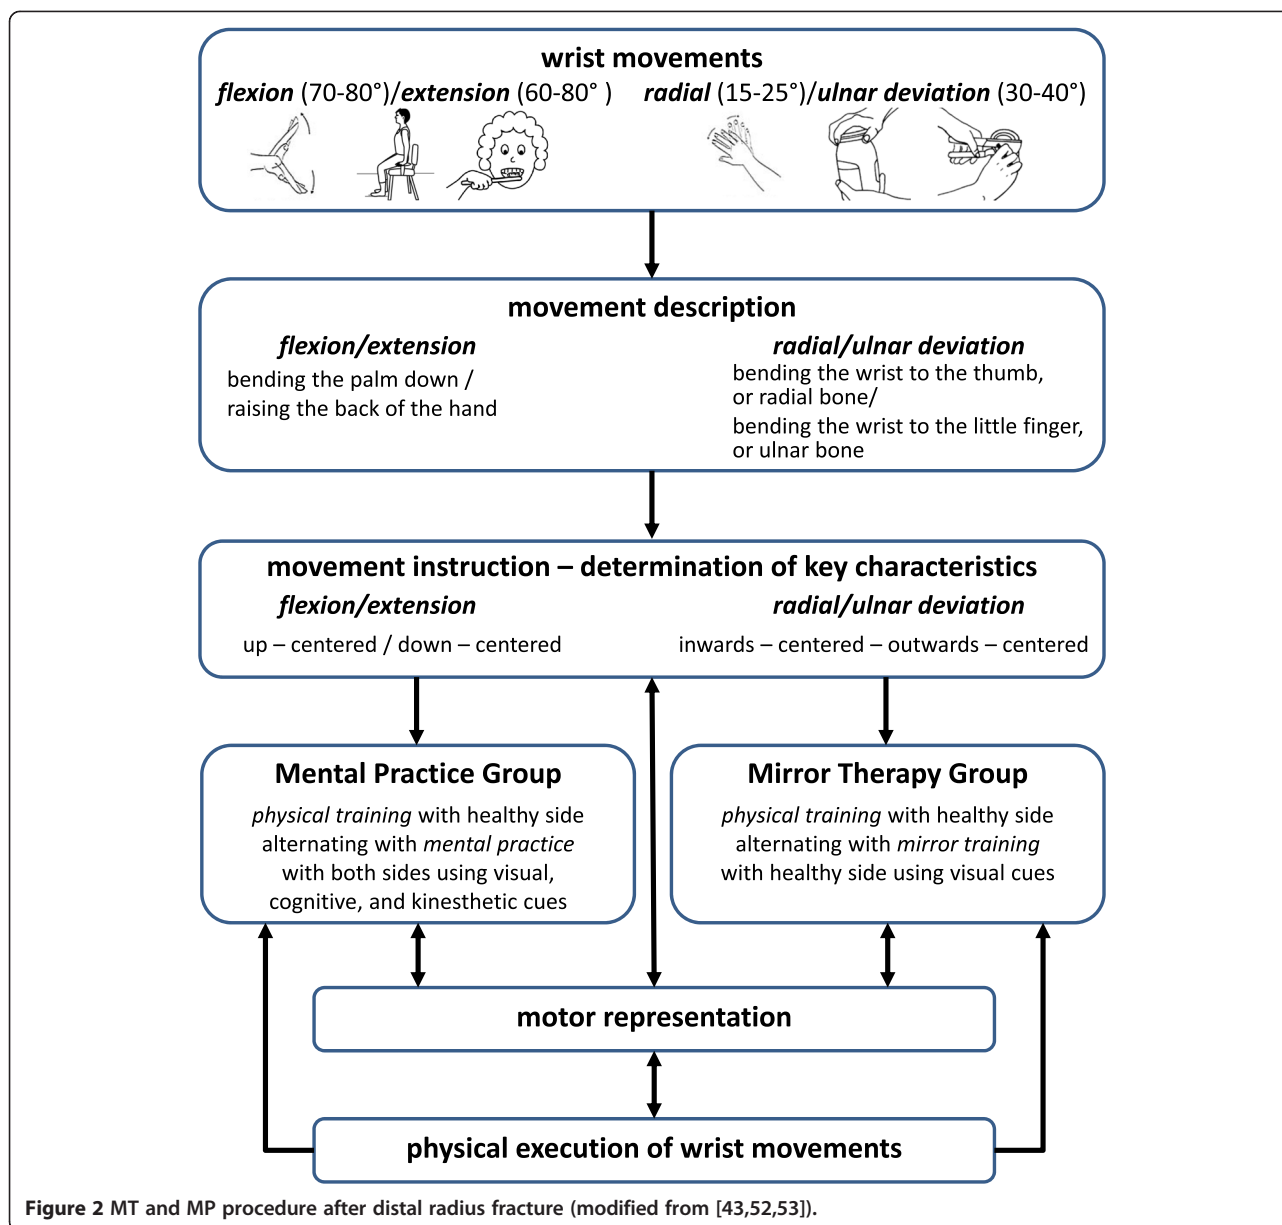 wrist movements
flexion (70-80°)/extension (60-80° ) radial (15-25°)/ulnar deviation (30-40°)
movement description
flexion/extension
bending the palm down /
raising the back of the hand
radial/ulnar deviation
bending the wrist to the thumb,
or radial bone/
bending the wrist to the little finger,
or ulnar bone
movement instruction – determination of key characteristics
flexion/extension
up – centered / down – centered
radial/ulnar deviation
inwards – centered – outwards – centered
Mental Practice Group
physical training with healthy side
alternating with mental practice
with both sides using visual,
cognitive, and kinesthetic cues
Mirror Therapy Group
physical training with healthy side
alternating with mirror training
with healthy side using visual cues
motor representation
physical execution of wrist movements
Figure 2 MT and MP procedure after distal radius fracture (modified from [43,52,53]).